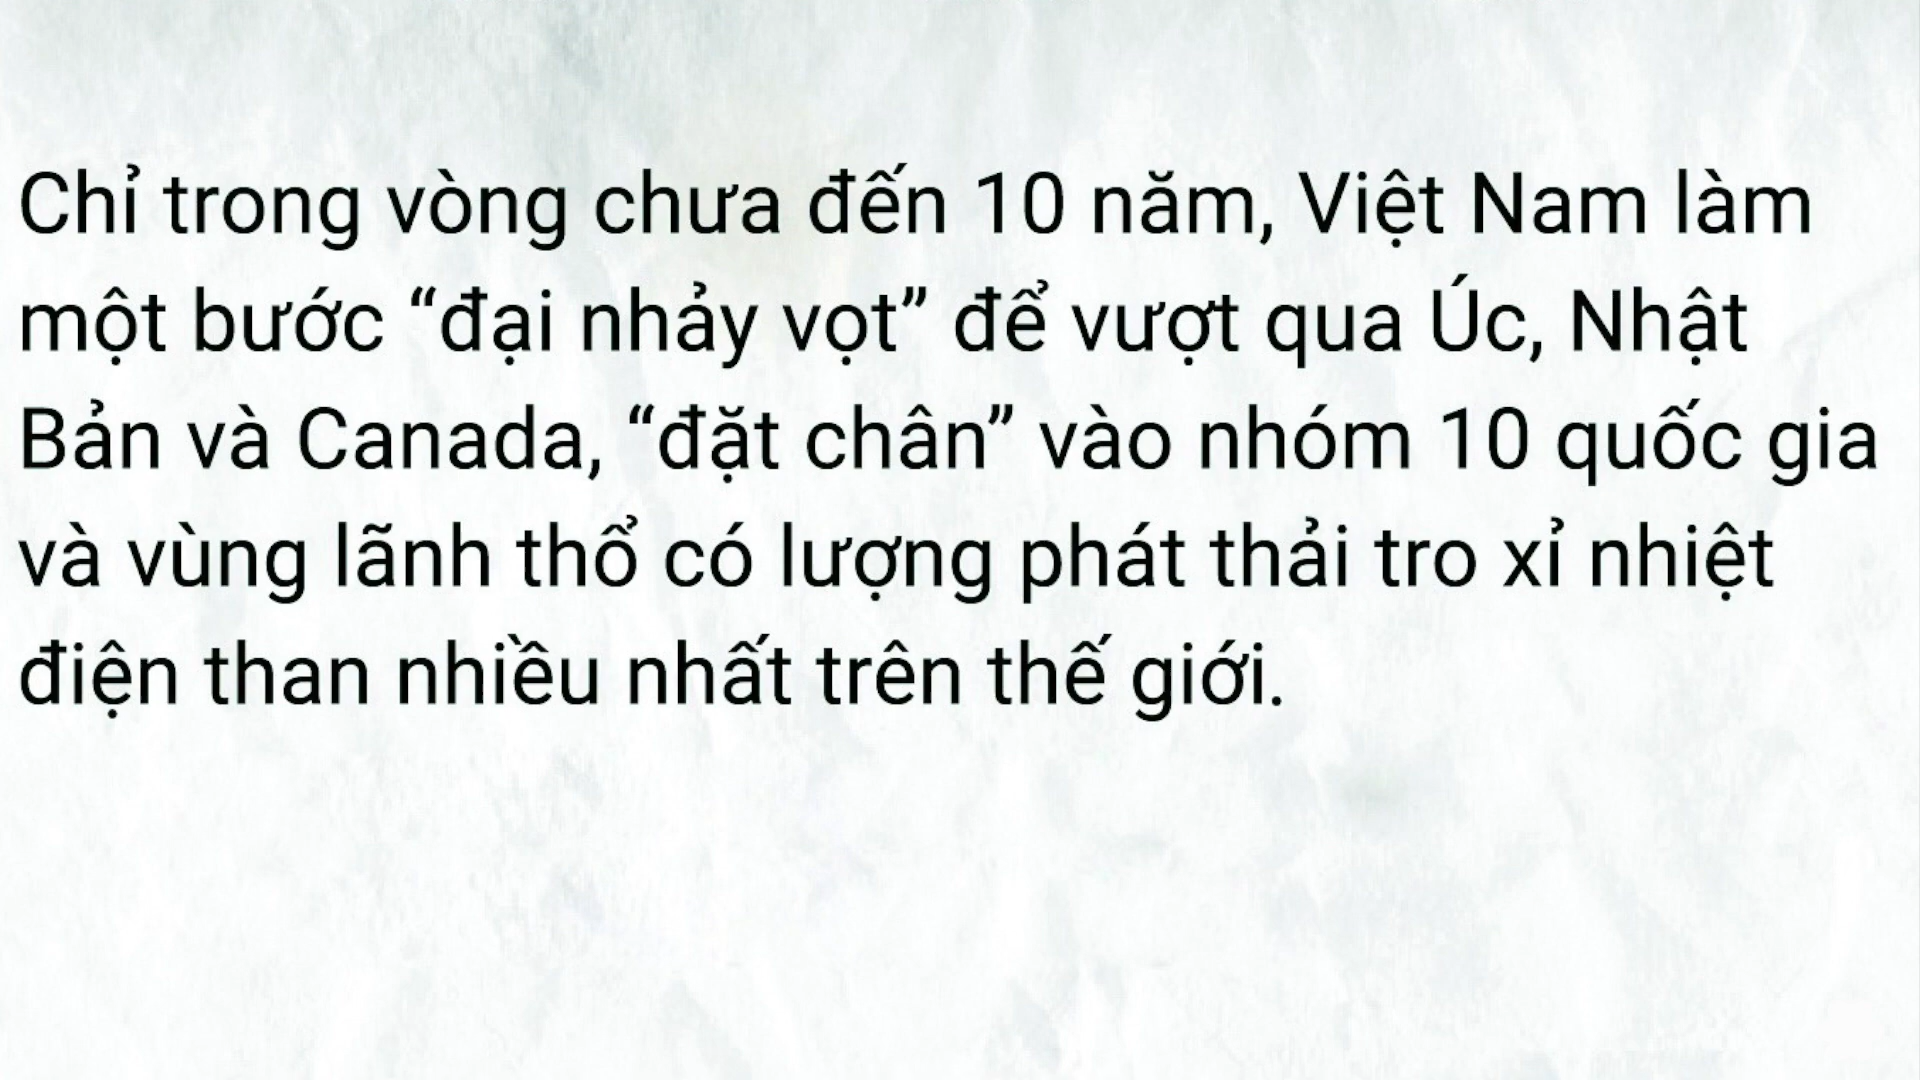 Chỉ trong vòng chưa đến 10 năm, Việt Nam làm
một bước “đại nhảy vọt” để vượt qua Úc, Nhật
Bản và Canada, “đặt chân” vào nhóm 10 quốc gia
và vùng lãnh thổ có lượng phát thải tro xỉ nhiệt
điện than nhiều nhất trên thế giới.